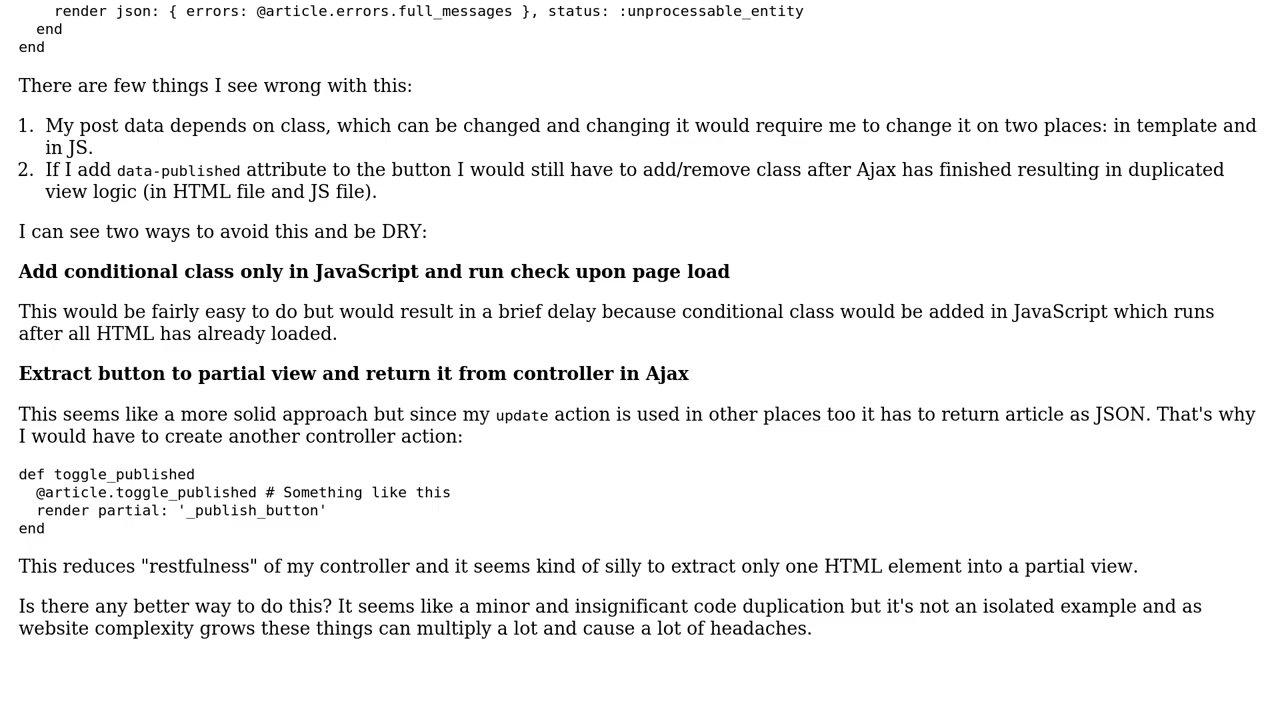 render json: { errors: @article.errors.full_messages }, status: :unprocessable_entity
  end
end
There are few things I see wrong with this:
1. My post data depends on class, which can be changed and changing it would require me to change it on two places: in template and
in JS.
2. If I add data-published attribute to the button I would still have to add/remove class after Ajax has finished resulting in duplicated
view logic (in HTML file and JS file).
I can see two ways to avoid this and be DRY:
Add conditional class only in JavaScript and run check upon page load
This would be fairly easy to do but would result in a brief delay because conditional class would be added in JavaScript which runs
after all HTML has already loaded.
Extract button to partial view and return it from controller in Ajax
This seems like a more solid approach but since my update action is used in other places too it has to return article as JSON. That's why
I would have to create another controller action:
def toggle_published
  @article.toggle_published # Something like this
  render partial: '_publish_button'
end
This reduces "restfulness" of my controller and it seems kind of silly to extract only one HTML element into a partial view.
Is there any better way to do this? It seems like a minor and insignificant code duplication but it's not an isolated example and as
website complexity grows these things can multiply a lot and cause a lot of headaches.